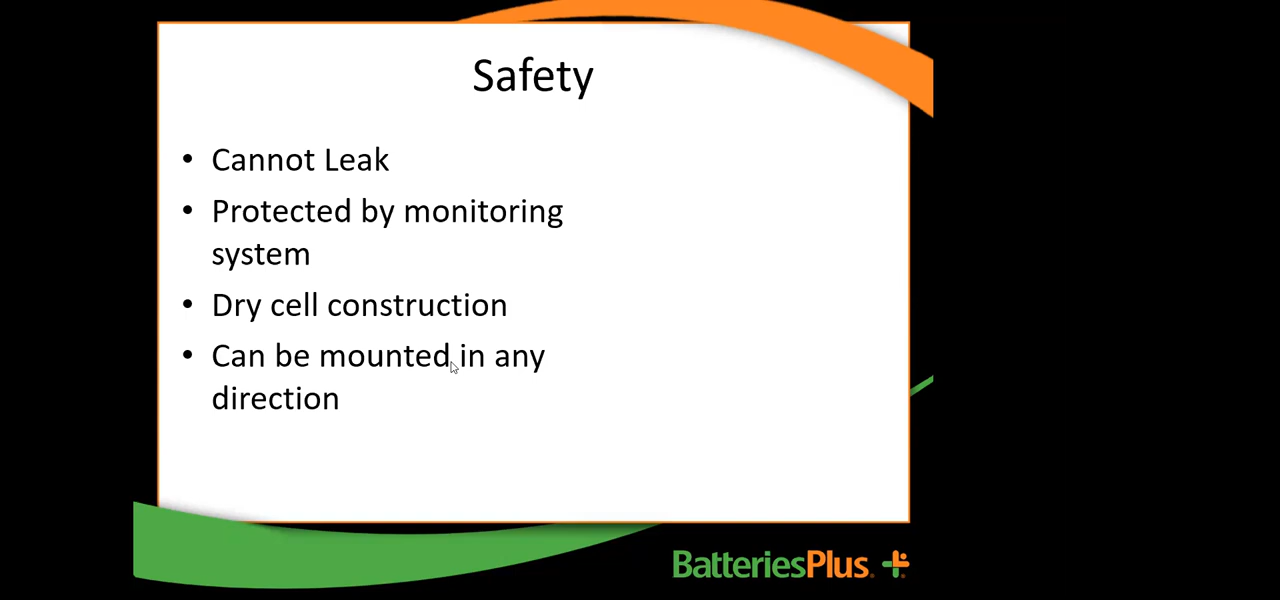 Safety
• Cannot Leak
• Protected by monitoring
system
• Dry cell construction
• Can be mounted in any
direction
BatteriesPlus